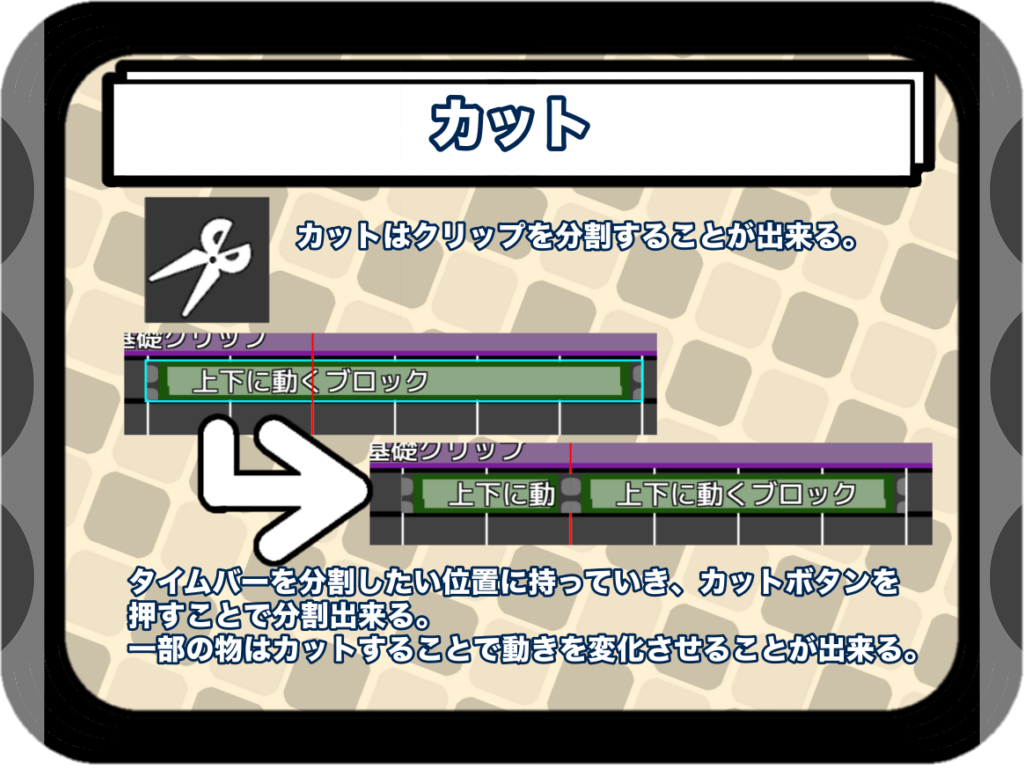 カット
カットはクリップを分割することが出来る。
基礎クリップ
上下に動くブロック
基礎クリップ
上下に動
上下に動くブロック
タイムバーを分割したい位置に持っていき、カットボタンを
押すことで分割出来る。
一部の物はカットすることで動きを変化させることが出来る。